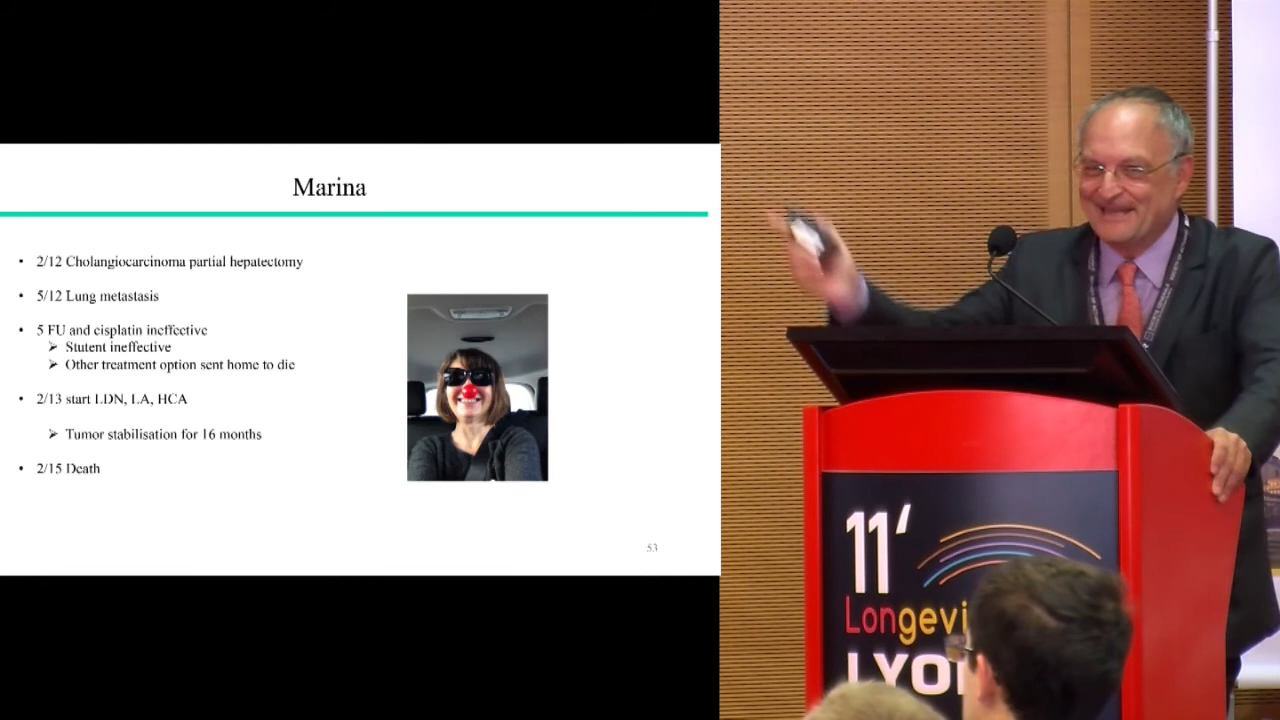 Marina
• 2/12 Cholangiocarcinoma partial hepatectomy
• 5/12 Lung metastasis
• 5 FU and cisplatin ineffective
➢ Stutent ineffective
➢ Other treatment option sent home to die
• 2/13 start LDN, LA, HCA
➢ Tumor stabilisation for 16 months
• 2/15 Death
53
11'
Longevi
LYO